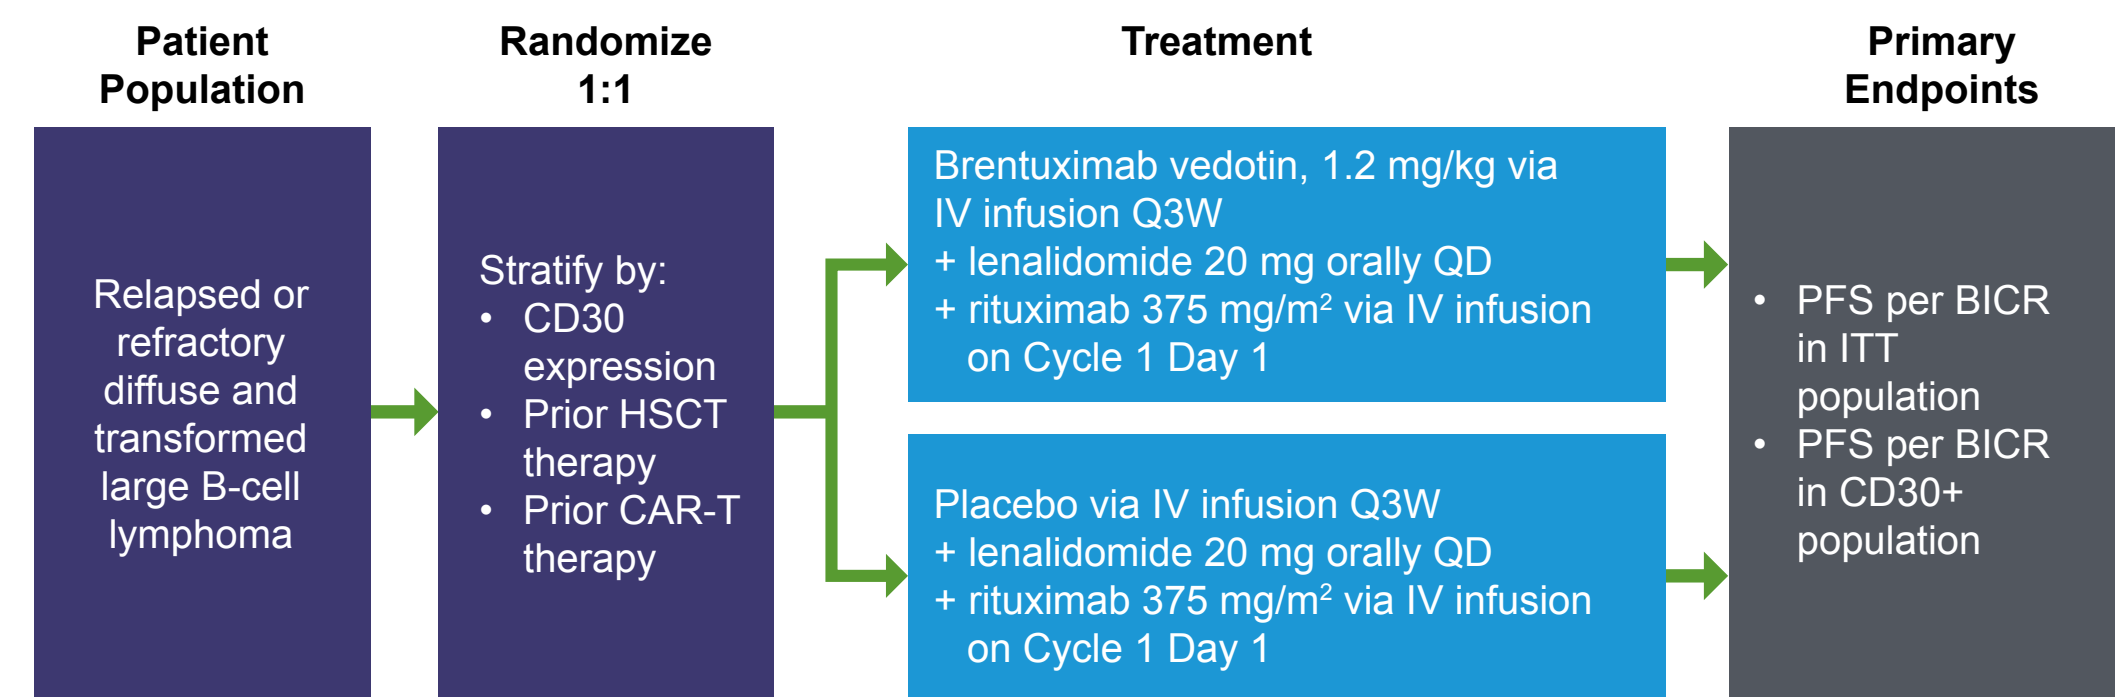 Patient
Population
Randomize
1:1
Treatment
Primary
Endpoints
Relapsed or
refractory
diffuse and
transformed
large B-cell
lymphoma
Stratify by:
• CD30
expression
• Prior HSCT
therapy
• Prior CAR-T
therapy
Brentuximab vedotin, 1.2 mg/kg via
IV infusion Q3W
+ lenalidomide 20 mg orally QD
+ rituximab 375 mg/m² via IV infusion
on Cycle 1 Day 1
Placebo via IV infusion Q3W
+ lenalidomide 20 mg orally QD
+ rituximab 375 mg/m² via IV infusion
on Cycle 1 Day 1
• PFS per BICR
in ITT
population
• PFS per BICR
in CD30+
population